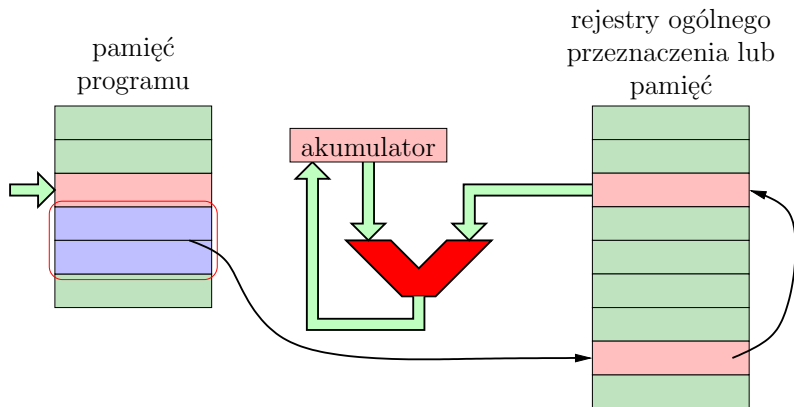 pamięć
programu
akumulator
rejestry ogólnego
przeznaczenia lub
pamięć